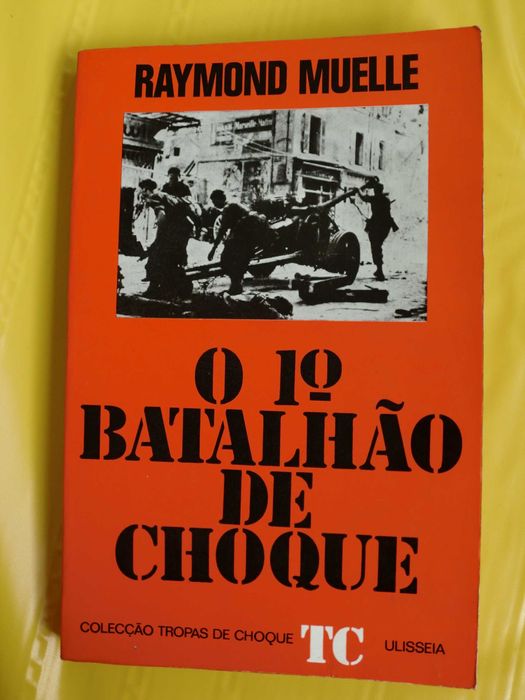 RAYMOND MUELLE
O 1º
BATALHÃO
DE
CHOQUE
COLECÇÃO TROPAS DE CHOQUE TC ULISSEIA